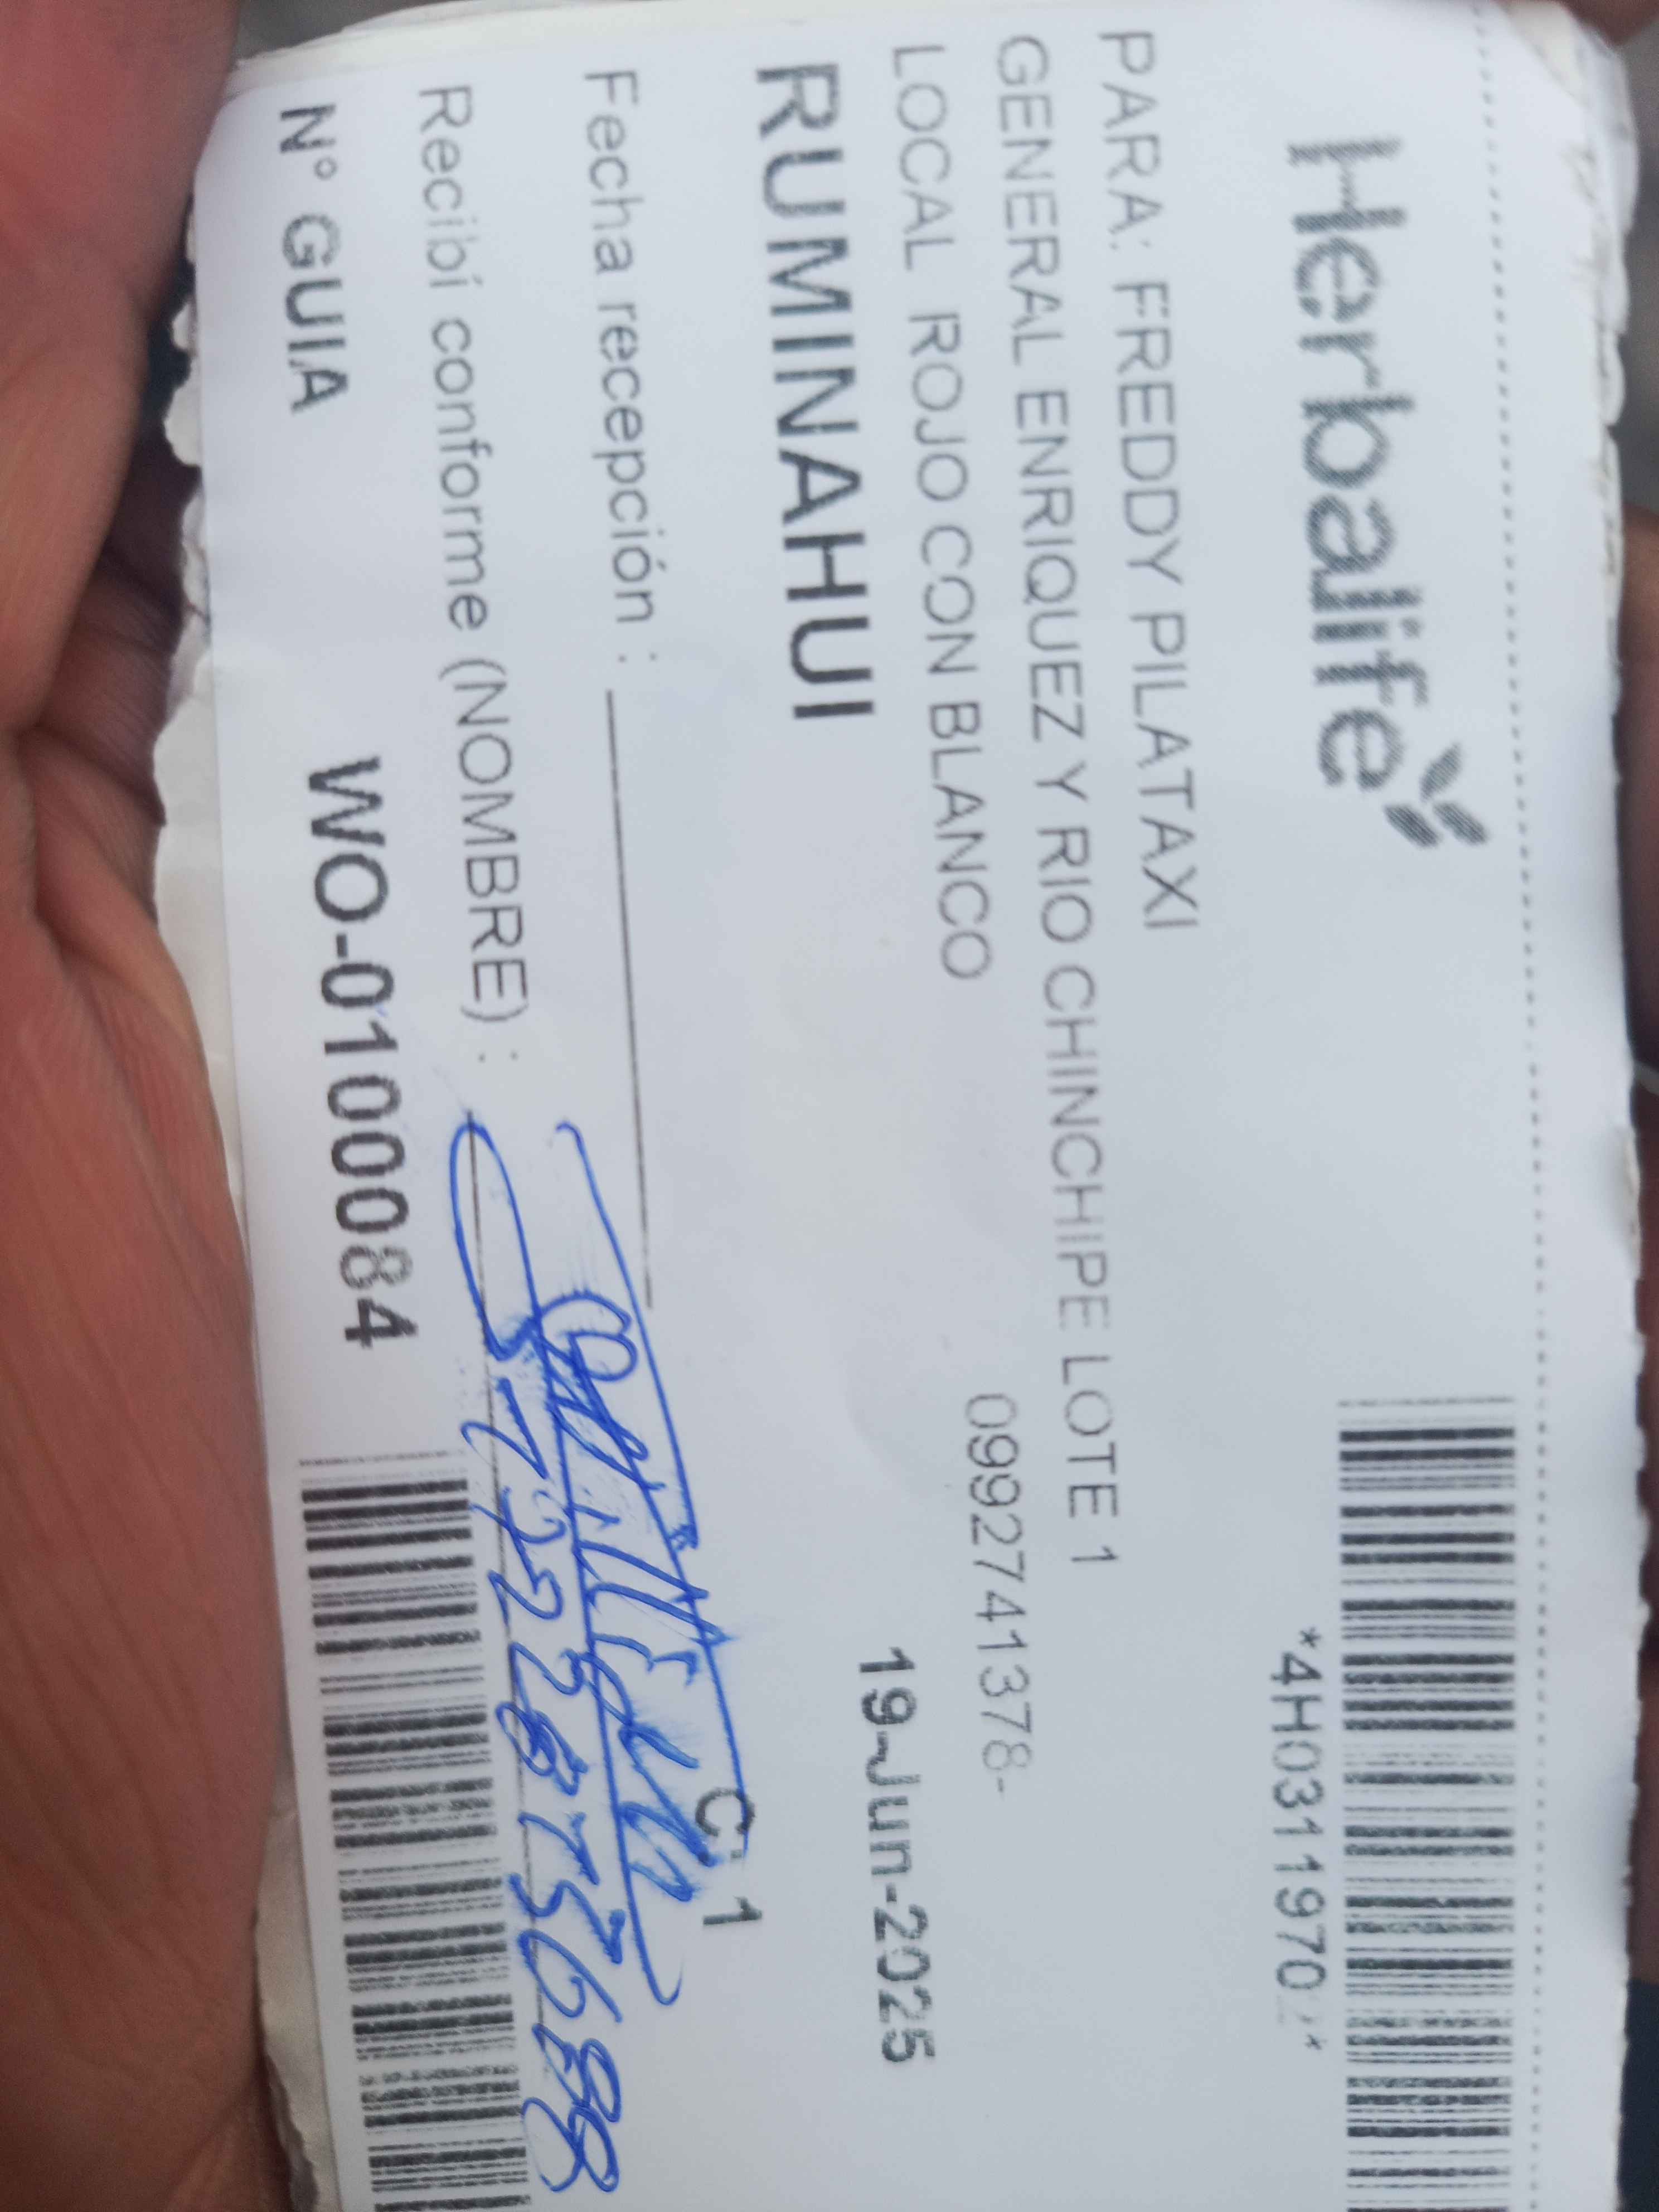 Herbalife
*4H0311970
PARA: FREDDY PILATAXI
GENERAL ENRIQUEZ Y RIO CHINCHIPE LOTE 1
LOCAL ROJO CON BLANCO
0992741378-
RUMINAHUI
19-Jun-2025
Fecha recepción :
C. 1
Recibí conforme (NOMBRE) :
N° GUIA
WO-0100084